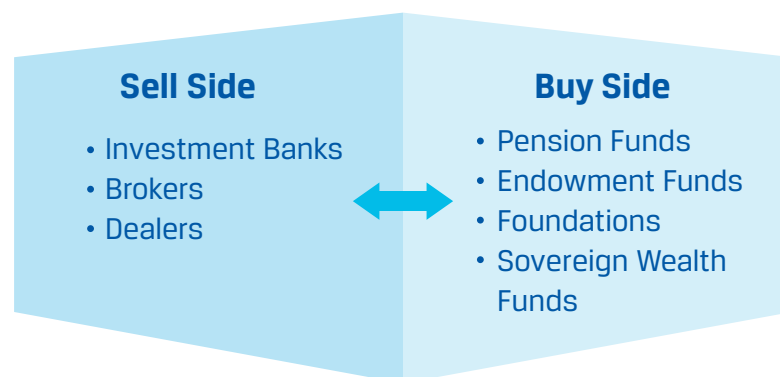 Sell Side
• Investment Banks
• Brokers
• Dealers
Buy Side
• Pension Funds
• Endowment Funds
• Foundations
• Sovereign Wealth
Funds